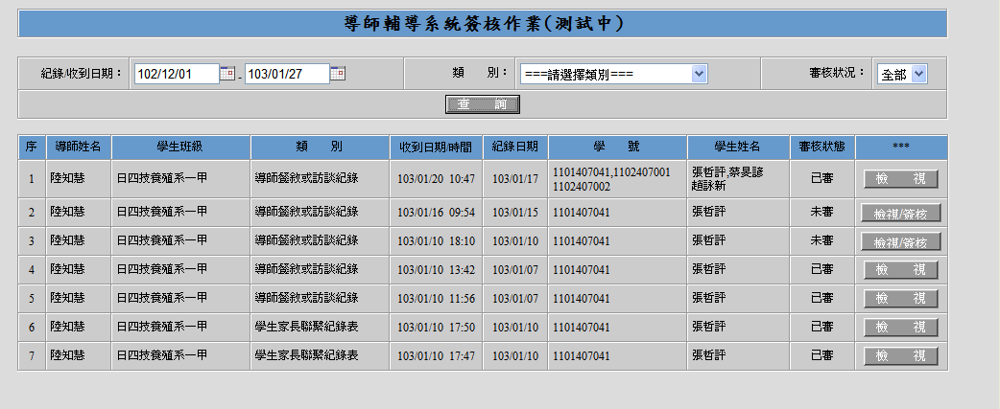 導師輔導系統簽核作業(測試中)
紀錄/收到日期： 102/12/01 - 103/01/27 類 別： ===請選擇類別=== 審核狀況： 全部
查 詢
序 導師姓名 學生班級 類 別 收到日期/時間 紀錄日期 學 號 學生姓名 審核狀態 ***
1 陸知慧 日四技養殖系一甲 導師餐敘或訪談紀錄 103/01/20 10:47 103/01/17 1101407041,1102407001 張哲評,蔡旻諺 已審 檢 視
1102407002 趙詠新
2 陸知慧 日四技養殖系一甲 導師餐敘或訪談紀錄 103/01/16 09:54 103/01/15 1101407041 張哲評 未審 檢視/簽核
3 陸知慧 日四技養殖系一甲 導師餐敘或訪談紀錄 103/01/10 18:10 103/01/10 1101407041 張哲評 未審 檢視/簽核
4 陸知慧 日四技養殖系一甲 導師餐敘或訪談紀錄 103/01/10 13:42 103/01/07 1101407041 張哲評 已審 檢 視
5 陸知慧 日四技養殖系一甲 導師餐敘或訪談紀錄 103/01/10 11:56 103/01/07 1101407041 張哲評 已審 檢 視
6 陸知慧 日四技養殖系一甲 學生家長聯繫紀錄表 103/01/10 17:50 103/01/10 1101407041 張哲評 已審 檢 視
7 陸知慧 日四技養殖系一甲 學生家長聯繫紀錄表 103/01/10 17:47 103/01/10 1101407041 張哲評 已審 檢 視